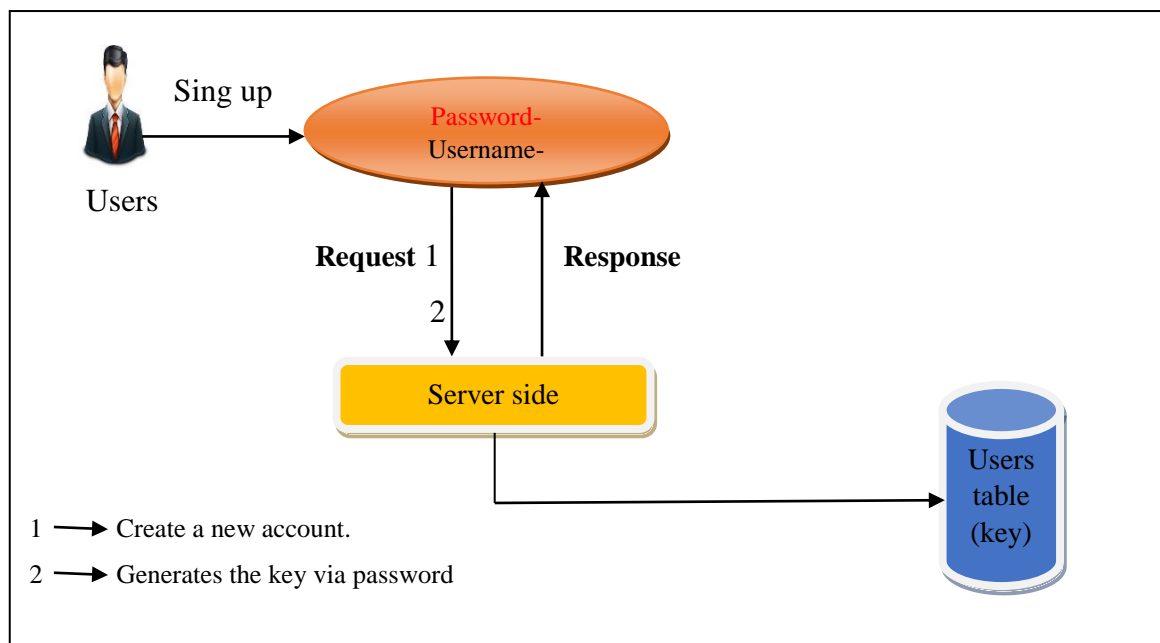 Sing up
Password-
Username-
Users
Request 1
Response
2
Server side
Users
table
(key)
1 Create a new account.
2 Generates the key via password